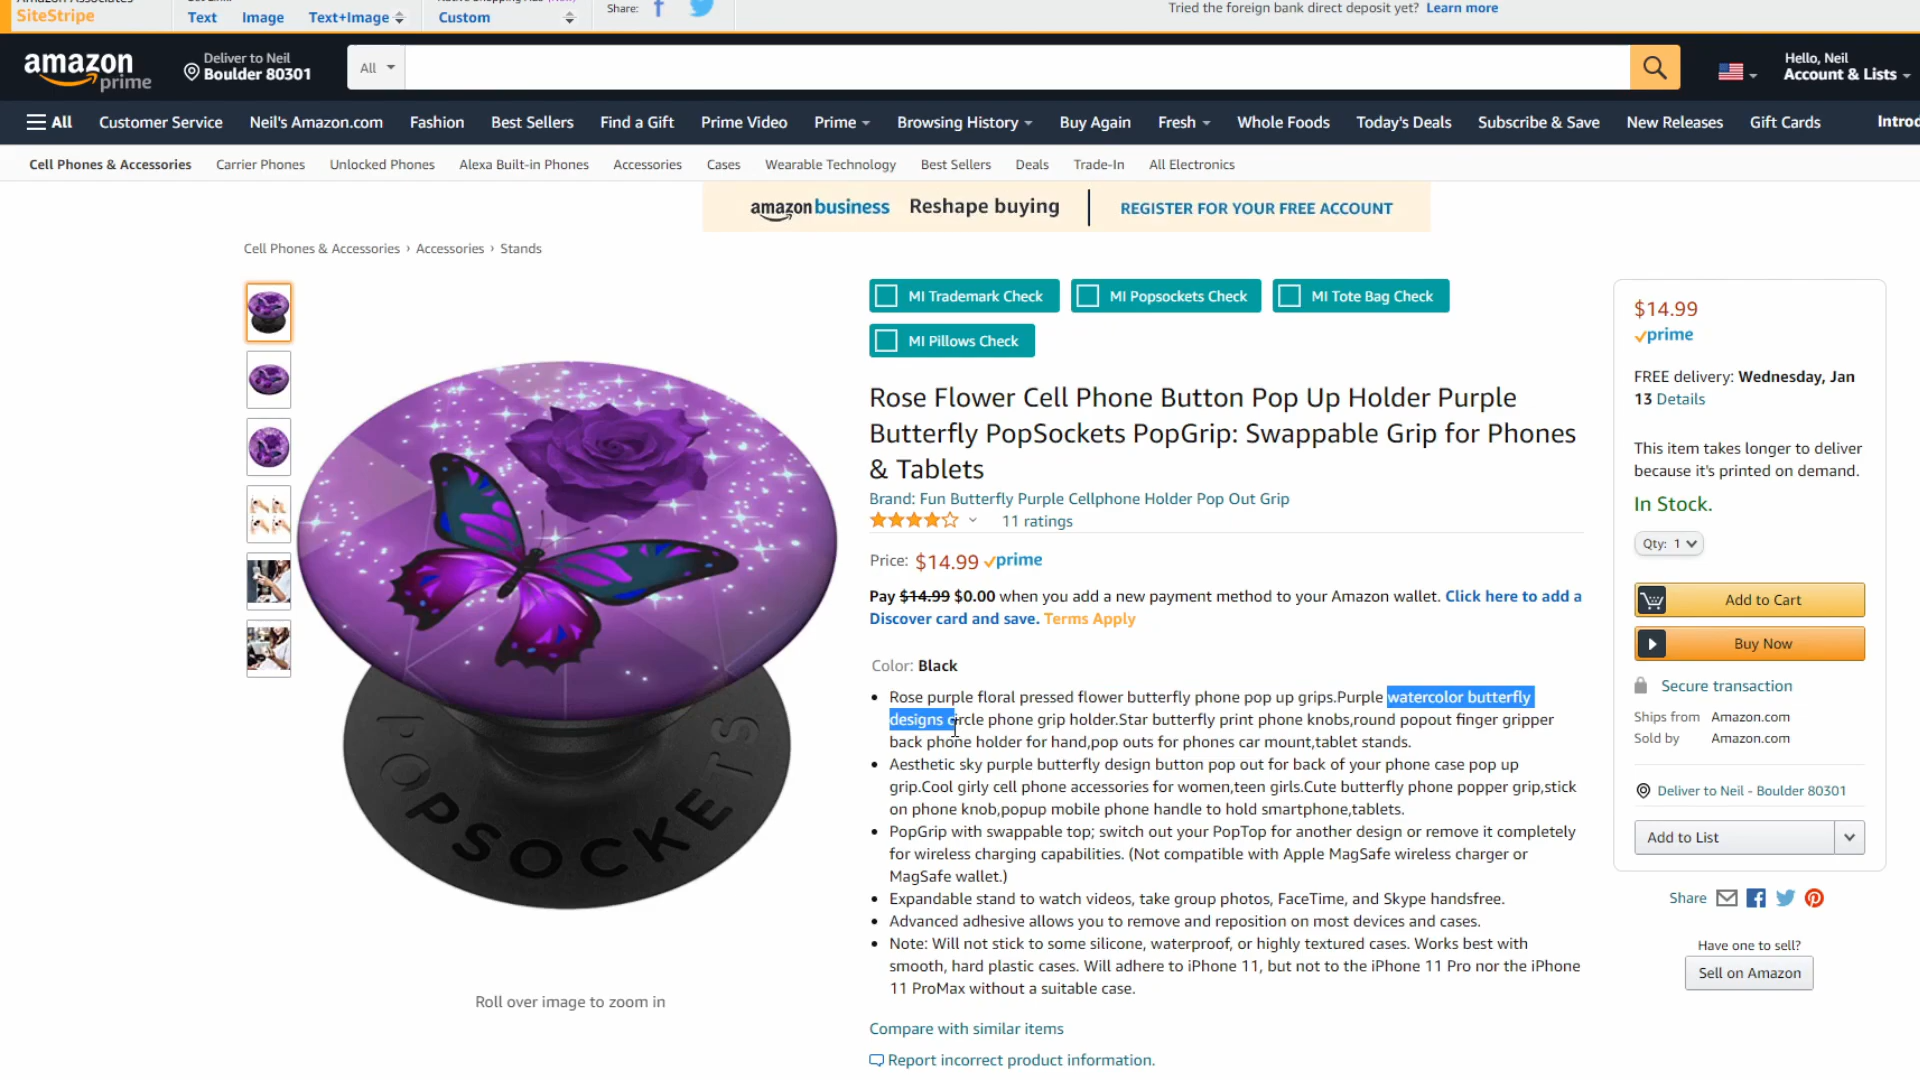 SiteStripe
Text
Image
Text+Image
Custom
Share:
Tried the foreign bank direct deposit yet? Learn more
amazon
prime
Deliver to Neil
Boulder 80301
All
Hello, Neil
Account & Lists
All
Customer Service
Neil's Amazon.com
Fashion
Best Sellers
Find a Gift
Prime Video
Prime
Browsing History
Buy Again
Fresh
Whole Foods
Today's Deals
Subscribe & Save
New Releases
Gift Cards
Cell Phones & Accessories
Carrier Phones
Unlocked Phones
Alexa Built-in Phones
Accessories
Cases
Wearable Technology
Best Sellers
Deals
Trade-In
All Electronics
amazon business Reshape buying
REGISTER FOR YOUR FREE ACCOUNT
Cell Phones & Accessories › Accessories › Stands
MI Trademark Check
MI Popsockets Check
MI Tote Bag Check
MI Pillows Check
Rose Flower Cell Phone Button Pop Up Holder Purple
Butterfly PopSockets PopGrip: Swappable Grip for Phones
& Tablets
Brand: Fun Butterfly Purple Cellphone Holder Pop Out Grip
11 ratings
Price: $14.99 prime
Pay $14.99 $0.00 when you add a new payment method to your Amazon wallet. Click here to add a
Discover card and save. Terms Apply
Color: Black
Rose purple floral pressed flower butterfly phone pop up grips.Purple watercolor butterfly
designs circle phone grip holder.Star butterfly print phone knobs,round popout finger gripper
back phone holder for hand,pop outs for phones car mount,tablet stands.
Aesthetic sky purple butterfly design button pop out for back of your phone case pop up
grip.Cool girly cell phone accessories for women,teen girls.Cute butterfly phone popper grip,stick
on phone knob,popup mobile phone handle to hold smartphone,tablets.
PopGrip with swappable top; switch out your PopTop for another design or remove it completely
for wireless charging capabilities. (Not compatible with Apple MagSafe wireless charger or
MagSafe wallet.)
Expandable stand to watch videos, take group photos, FaceTime, and Skype handsfree.
Advanced adhesive allows you to remove and reposition on most devices and cases.
Note: Will not stick to some silicone, waterproof, or highly textured cases. Works best with
smooth, hard plastic cases. Will adhere to iPhone 11, but not to the iPhone 11 Pro nor the iPhone
11 ProMax without a suitable case.
Compare with similar items
Report incorrect product information.
POPSOCKETS
Roll over image to zoom in
$14.99
prime
FREE delivery: Wednesday, Jan
13 Details
This item takes longer to deliver
because it's printed on demand.
In Stock.
Qty: 1
Add to Cart
Buy Now
Secure transaction
Ships from Amazon.com
Sold by Amazon.com
Deliver to Neil - Boulder 80301
Add to List
Share
Have one to sell?
Sell on Amazon